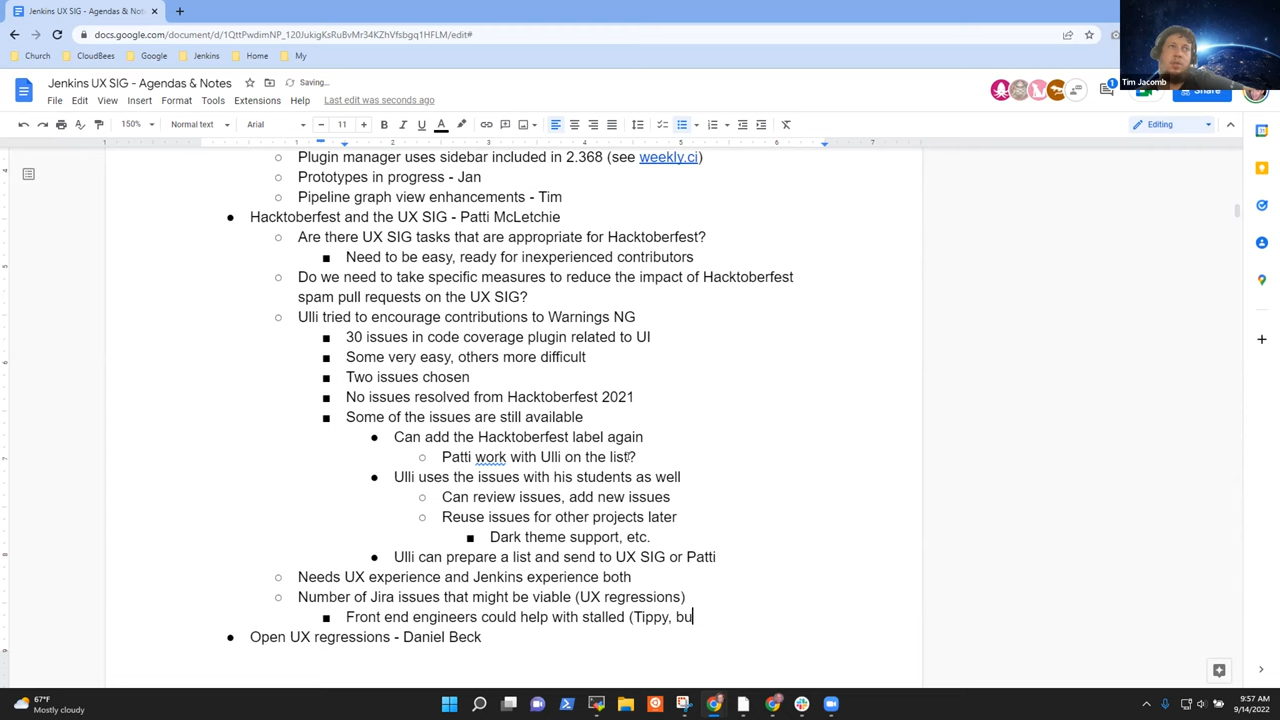 Jenkins UX SIG - Agendas & Note
docs.google.com/document/d/1QttPwdimNP_120JukigKsRuBvMr34KZhVfsbgq1HFLM/edit#
Church
CloudBees
Google
Jenkins
Home
My
Tim Jacomb
Jenkins UX SIG - Agendas & Notes
Saving...
File Edit View Insert Format Tools Extensions Help Last edit was seconds ago
1
Share
150% Normal text Arial 11 Editing
1 1 2 3 4 5 6 7
Plugin manager uses sidebar included in 2.368 (see weekly.ci)
Prototypes in progress - Jan
Pipeline graph view enhancements - Tim
Hacktoberfest and the UX SIG - Patti McLetchie
Are there UX SIG tasks that are appropriate for Hacktoberfest?
Need to be easy, ready for inexperienced contributors
Do we need to take specific measures to reduce the impact of Hacktoberfest
spam pull requests on the UX SIG?
Ulli tried to encourage contributions to Warnings NG
30 issues in code coverage plugin related to UI
Some very easy, others more difficult
Two issues chosen
No issues resolved from Hacktoberfest 2021
Some of the issues are still available
Can add the Hacktoberfest label again
Patti work with Ulli on the list?
Ulli uses the issues with his students as well
Can review issues, add new issues
Reuse issues for other projects later
Dark theme support, etc.
Ulli can prepare a list and send to UX SIG or Patti
Needs UX experience and Jenkins experience both
Number of Jira issues that might be viable (UX regressions)
Front end engineers could help with stalled (Tippy, bu
Open UX regressions - Daniel Beck
67°F
Mostly cloudy
9:57 AM
9/14/2022